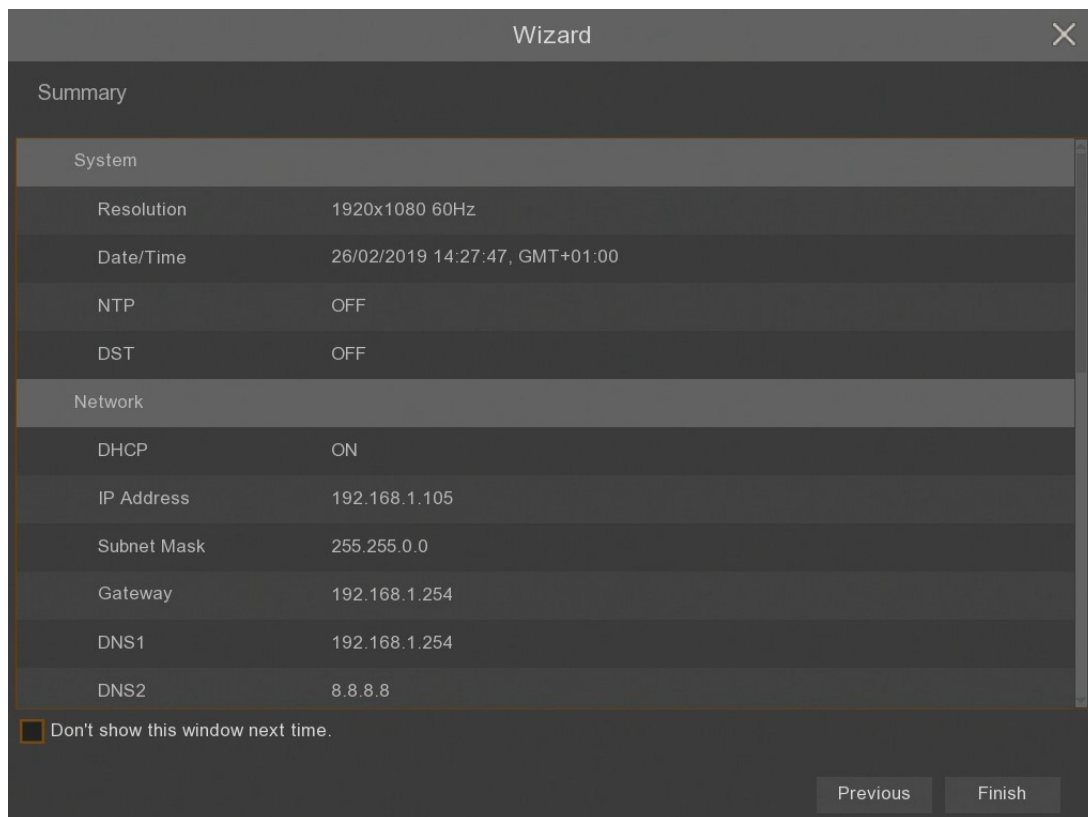 Wizard
Summary
System
Resolution 1920x1080 60Hz
Date/Time 26/02/2019 14:27:47, GMT+01:00
NTP OFF
DST OFF
Network
DHCP ON
IP Address 192.168.1.105
Subnet Mask 255.255.0.0
Gateway 192.168.1.254
DNS1 192.168.1.254
DNS2 8.8.8.8
Don't show this window next time.
Previous Finish